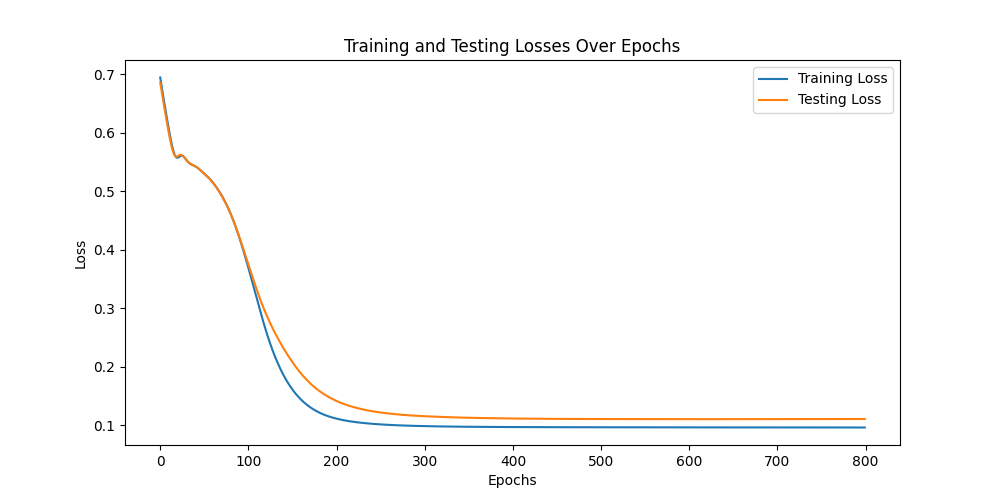 Training and Testing Losses Over Epochs
Training Loss
Testing Loss
0.7
0.6
0.5
0.4
0.3
0.2
0.1
Loss
0 100 200 300 400 500 600 700 800
Epochs